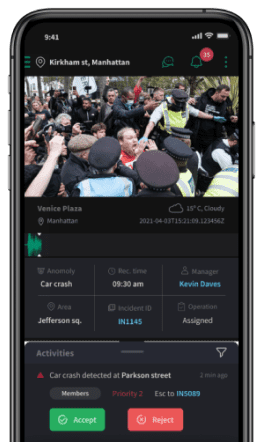 9:41
Kirkham st, Manhattan
35
Venice Plaza
15° C, Cloudy
Manhattan
2021-04-03T15:21:09.123456Z
Anomoly
Rec. time
Manager
Car crash
09:30 am
Kevin Daves
Area
Incident ID
Operation
Jefferson sq.
IN1145
Assigned
Activities
Car crash detected at Parkson street
2 min ago
Members
Priority 2
Esc to IN5089
Accept
Reject